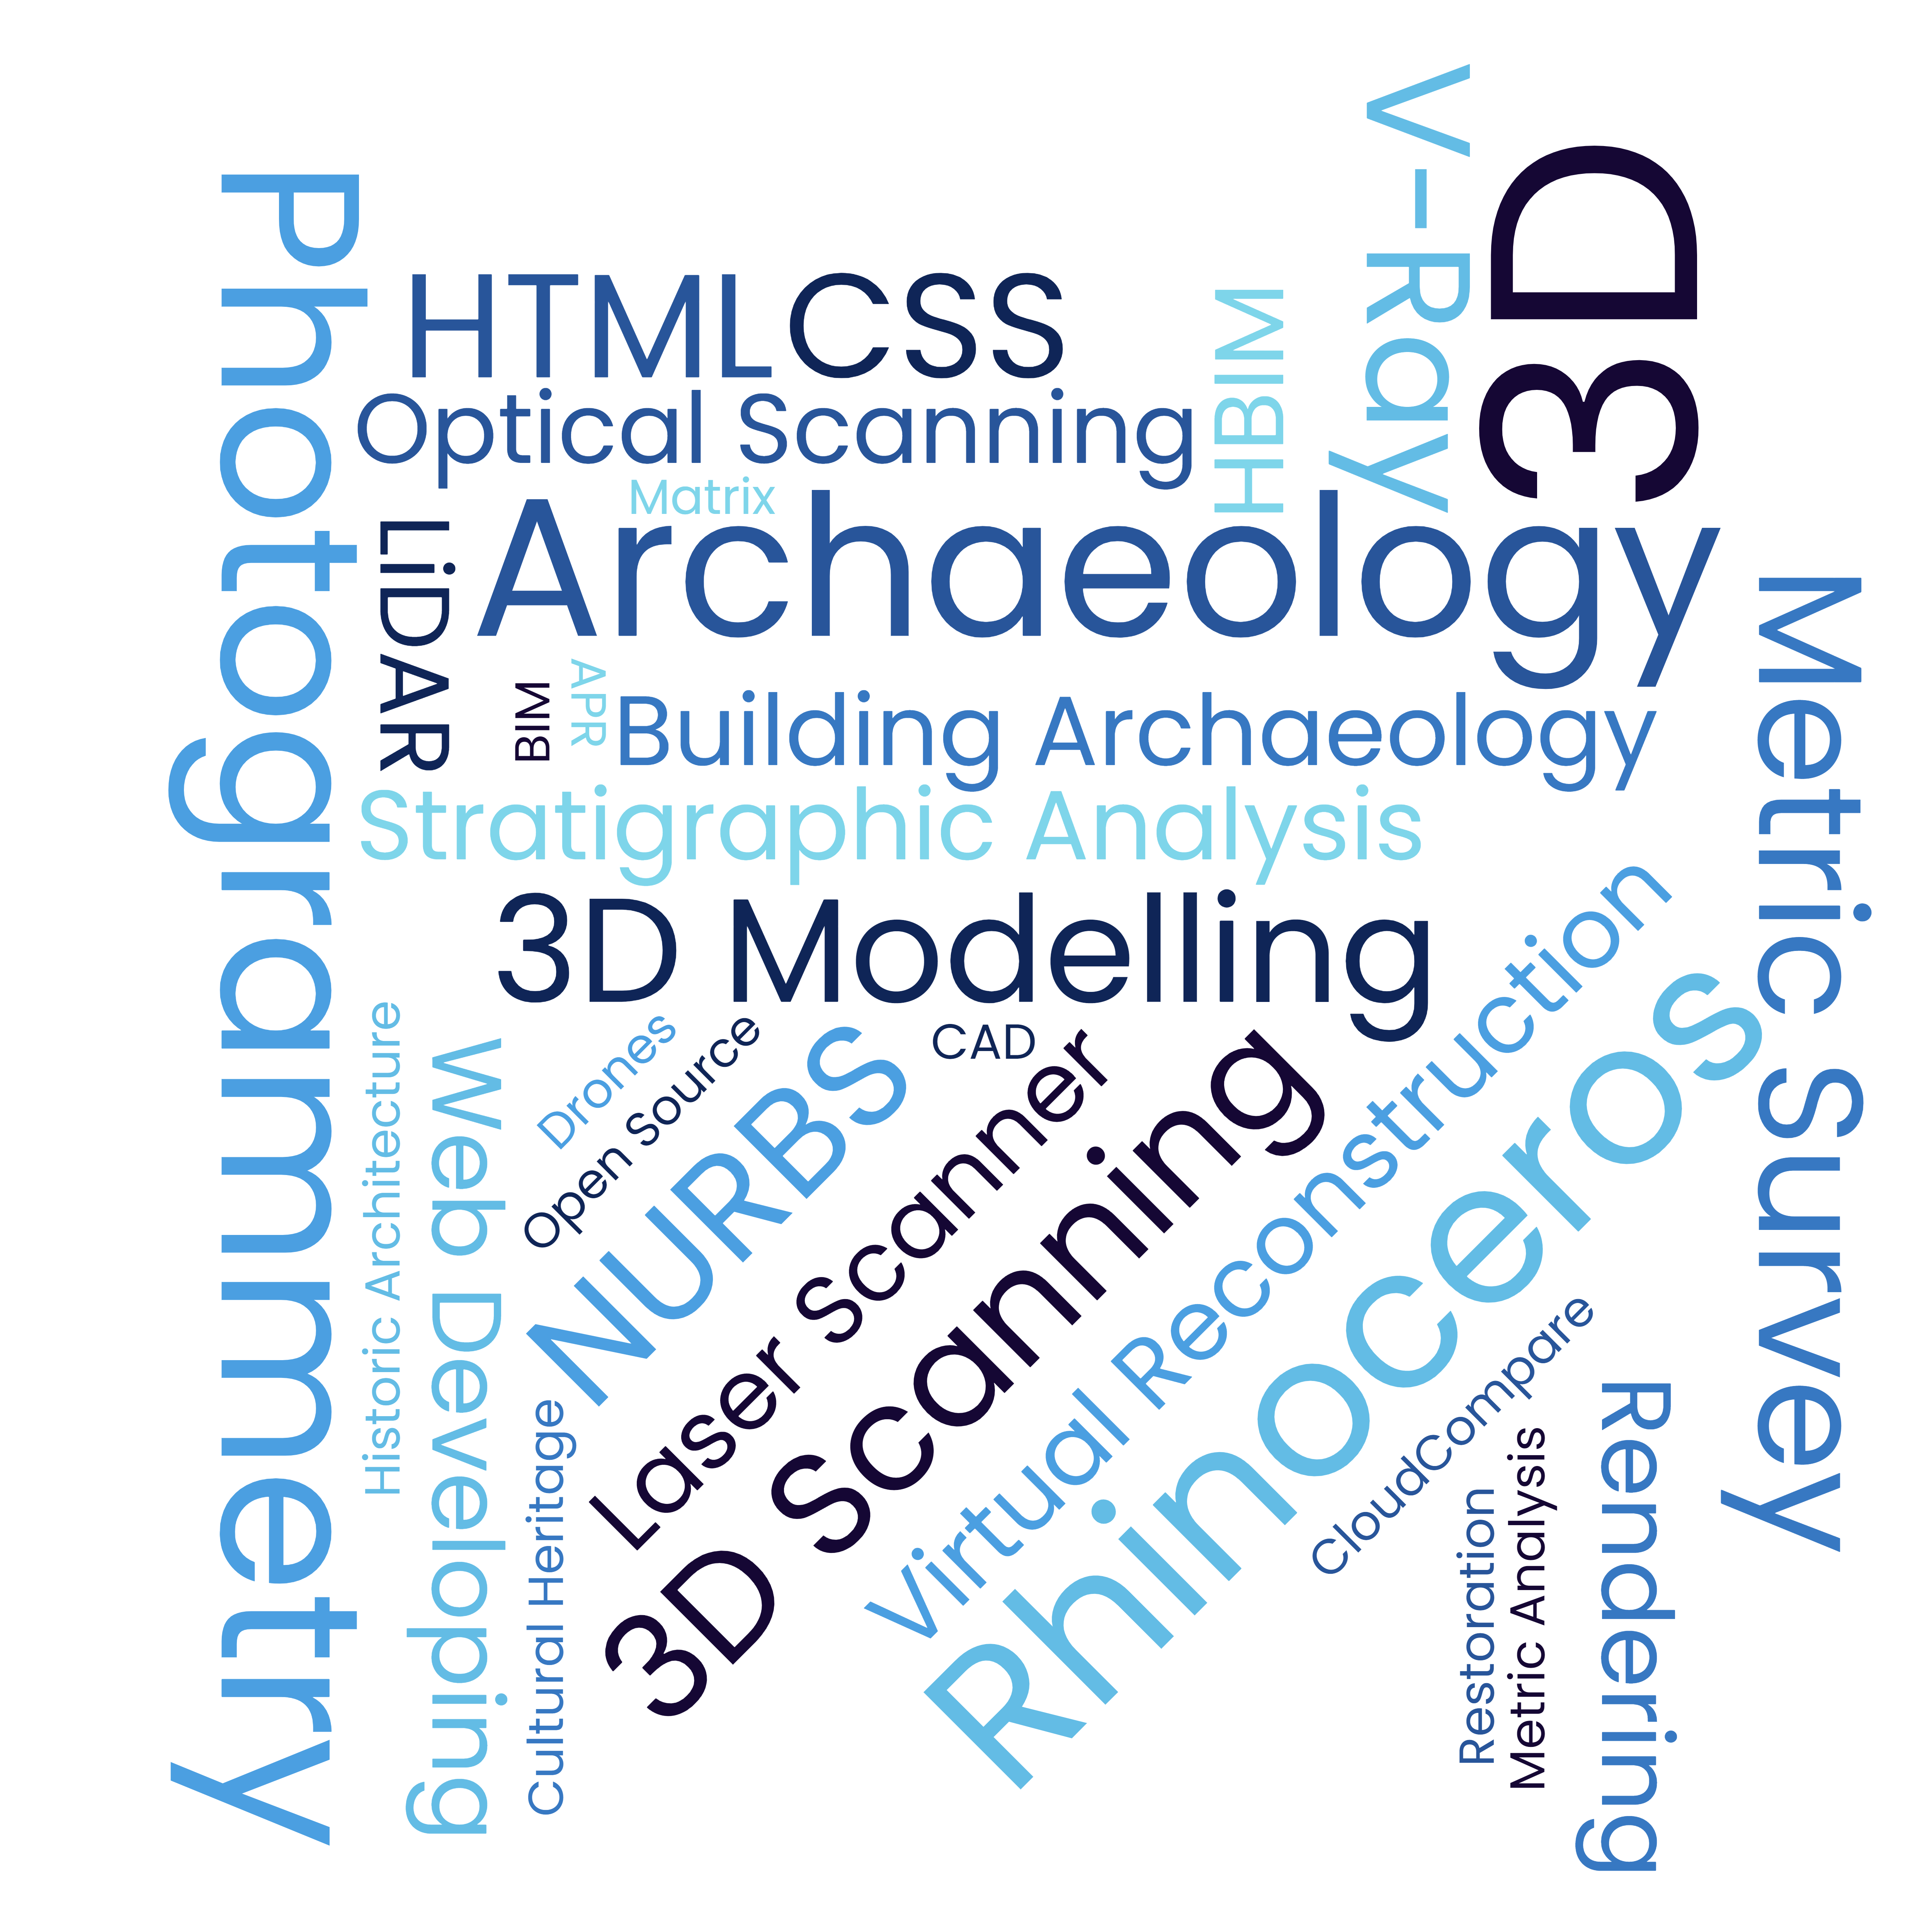 Photogrammetry
HTML
CSS
Optical Scanning
Matrix
HBIM
V-Ray
3D
LiDAR
Archaeology
BIM
APR
Building Archaeology
Stratigraphic Analysis
3D Modelling
Metric Survey
Historic Architecture
Web Developing
Cultural Heritage
Drones
Open Source
NURBS
CAD
Laser Scanner
3D Scanning
Virtual Reconstruction
Rhinoceros
CloudCompare
Restoration
Metric Analysis
Rendering